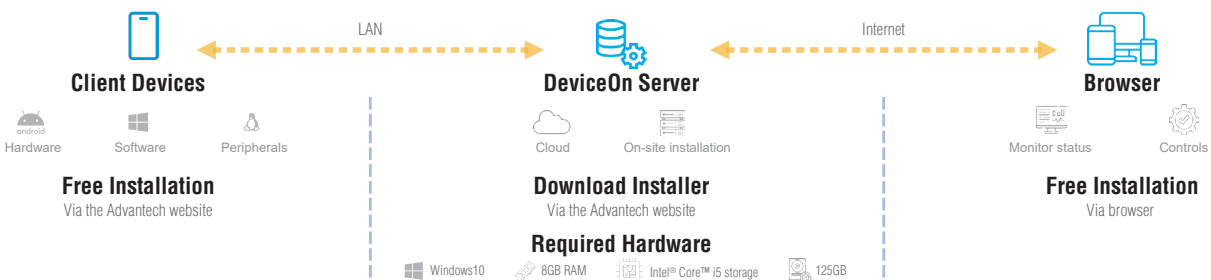 LAN
Internet
Client Devices
DeviceOn Server
Browser
android
Hardware
Software
Peripherals
Cloud
On-site installation
Monitor status
Controls
Free Installation
Via the Advantech website
Download Installer
Via the Advantech website
Free Installation
Via browser
Required Hardware
Windows10
8GB RAM
Intel® Core™ i5 storage
125GB